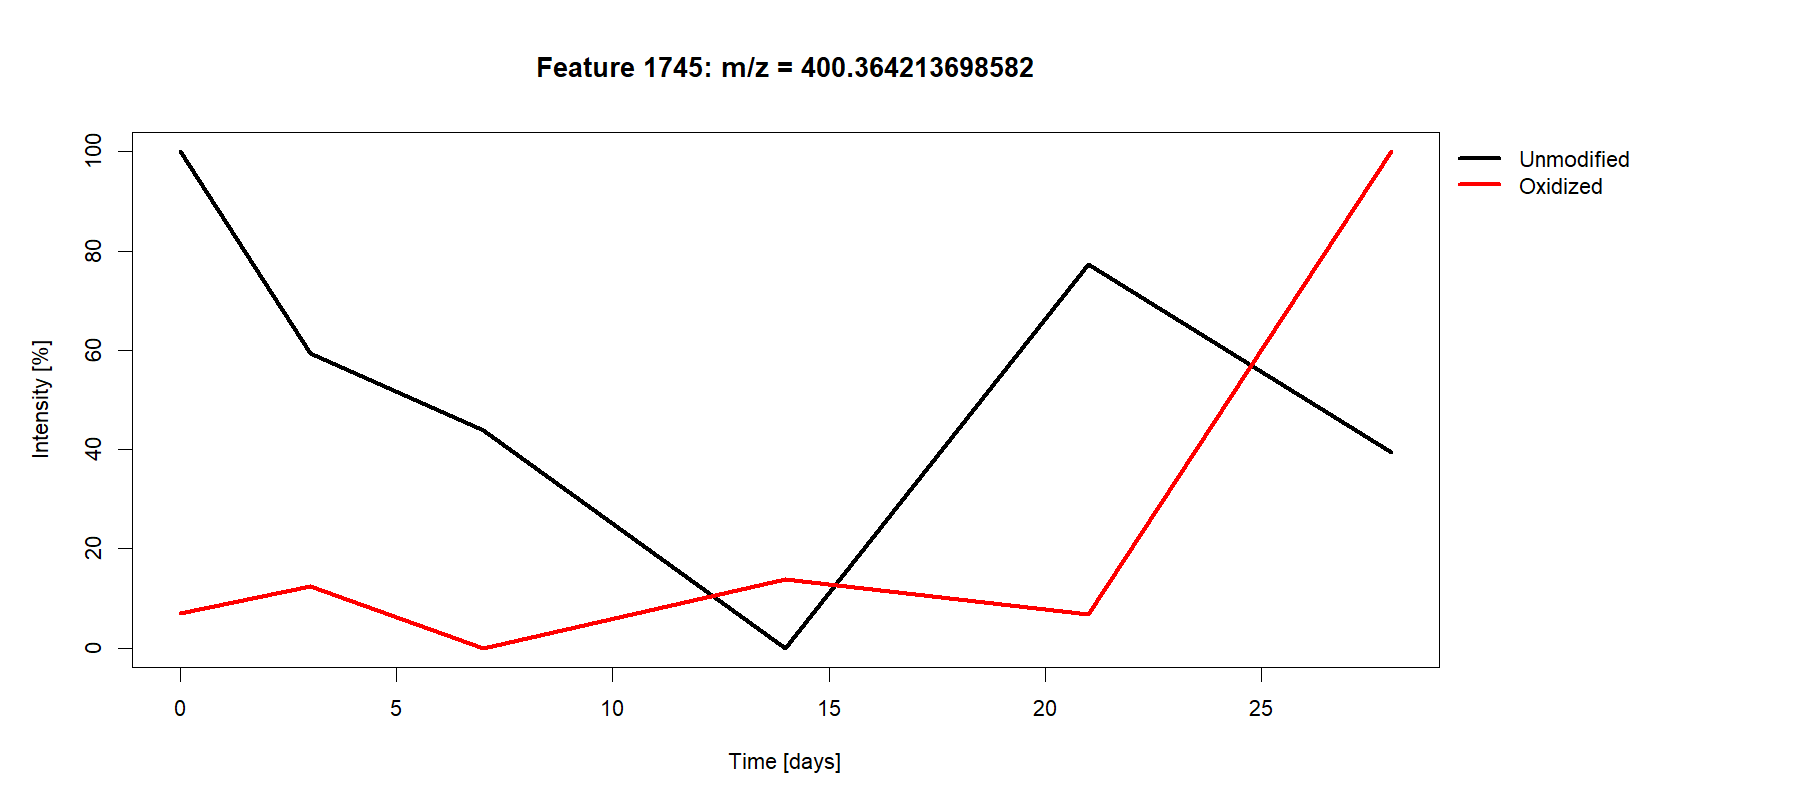 Feature 1745: m/z = 400.364213698582
Unmodified
Oxidized
Intensity [%]
100
80
60
40
20
0
0 5 10 15 20 25
Time [days]